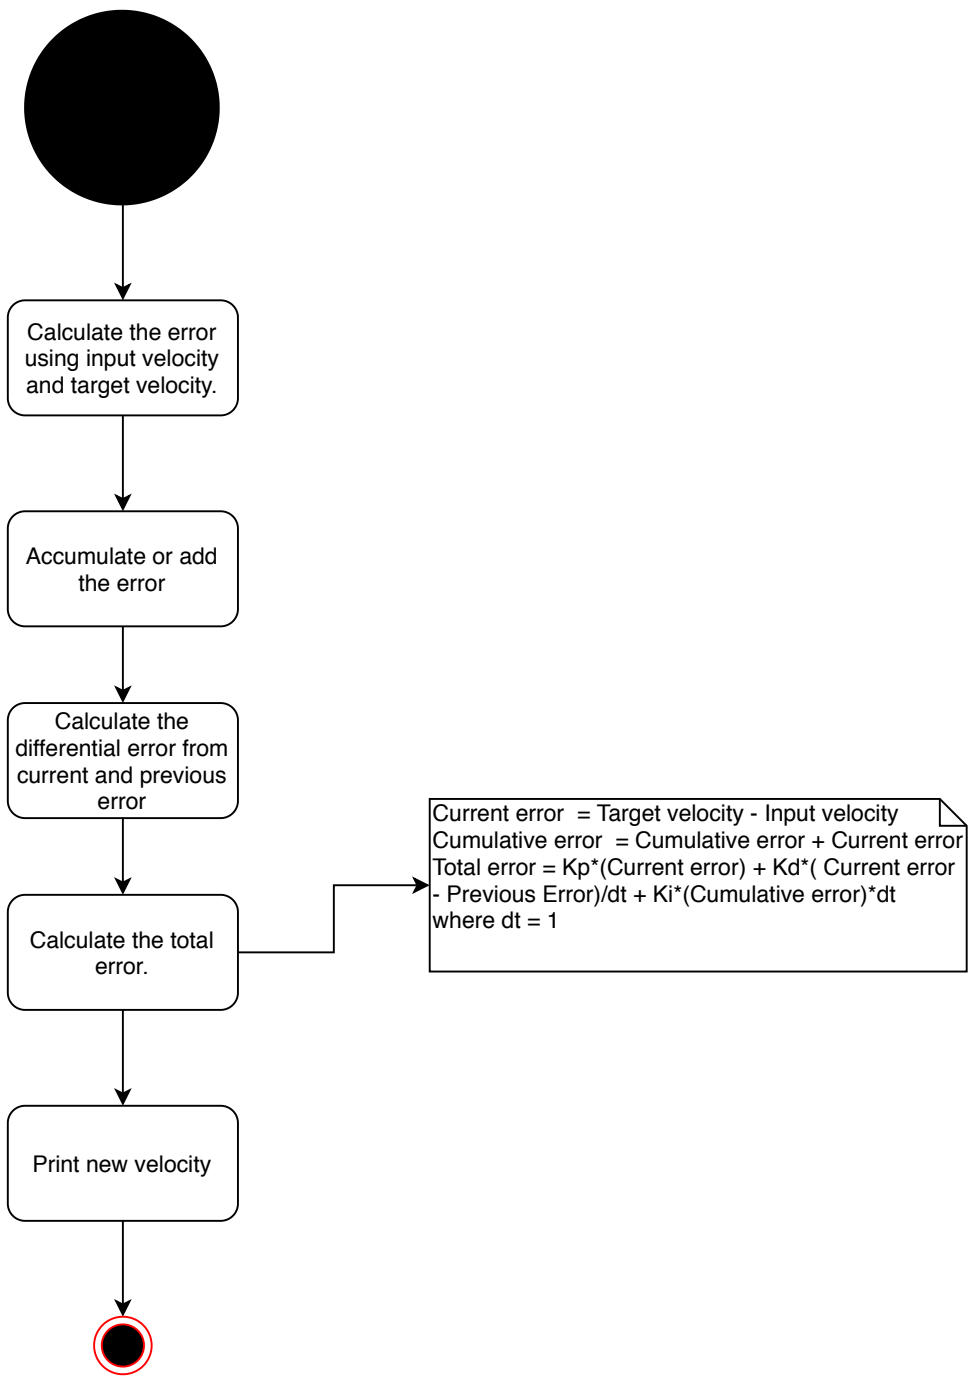 Calculate the error
using input velocity
and target velocity.
Accumulate or add
the error
Calculate the
differential error from
current and previous
error
Calculate the total
error.
Current error  = Target velocity - Input velocity
Cumulative error  = Cumulative error + Current error
Total error = Kp*(Current error) + Kd*( Current error
- Previous Error)/dt + Ki*(Cumulative error)*dt
where dt = 1
Print new velocity